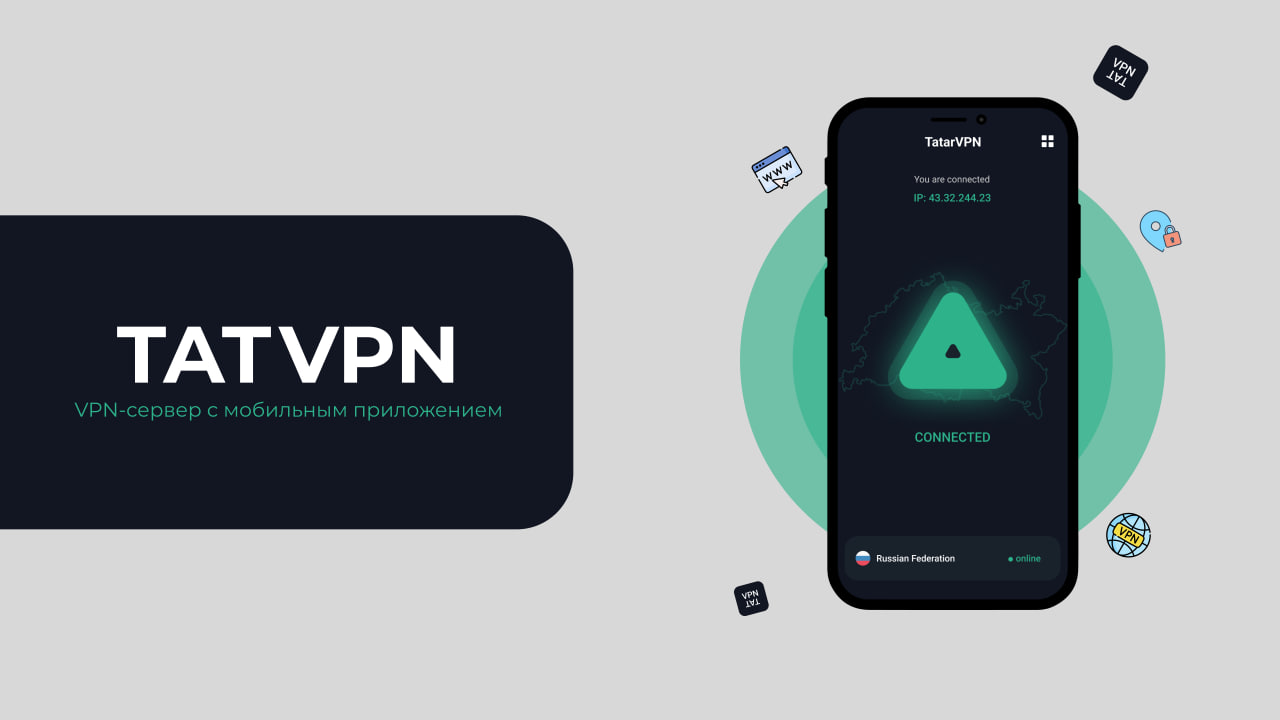 TATVPN
VPN-сервер с мобильным приложением
VPN
TAT
WWW
TatarVPN
You are connected
IP: 43.32.244.23
CONNECTED
Russian Federation
online
VPN
VPN
TAT